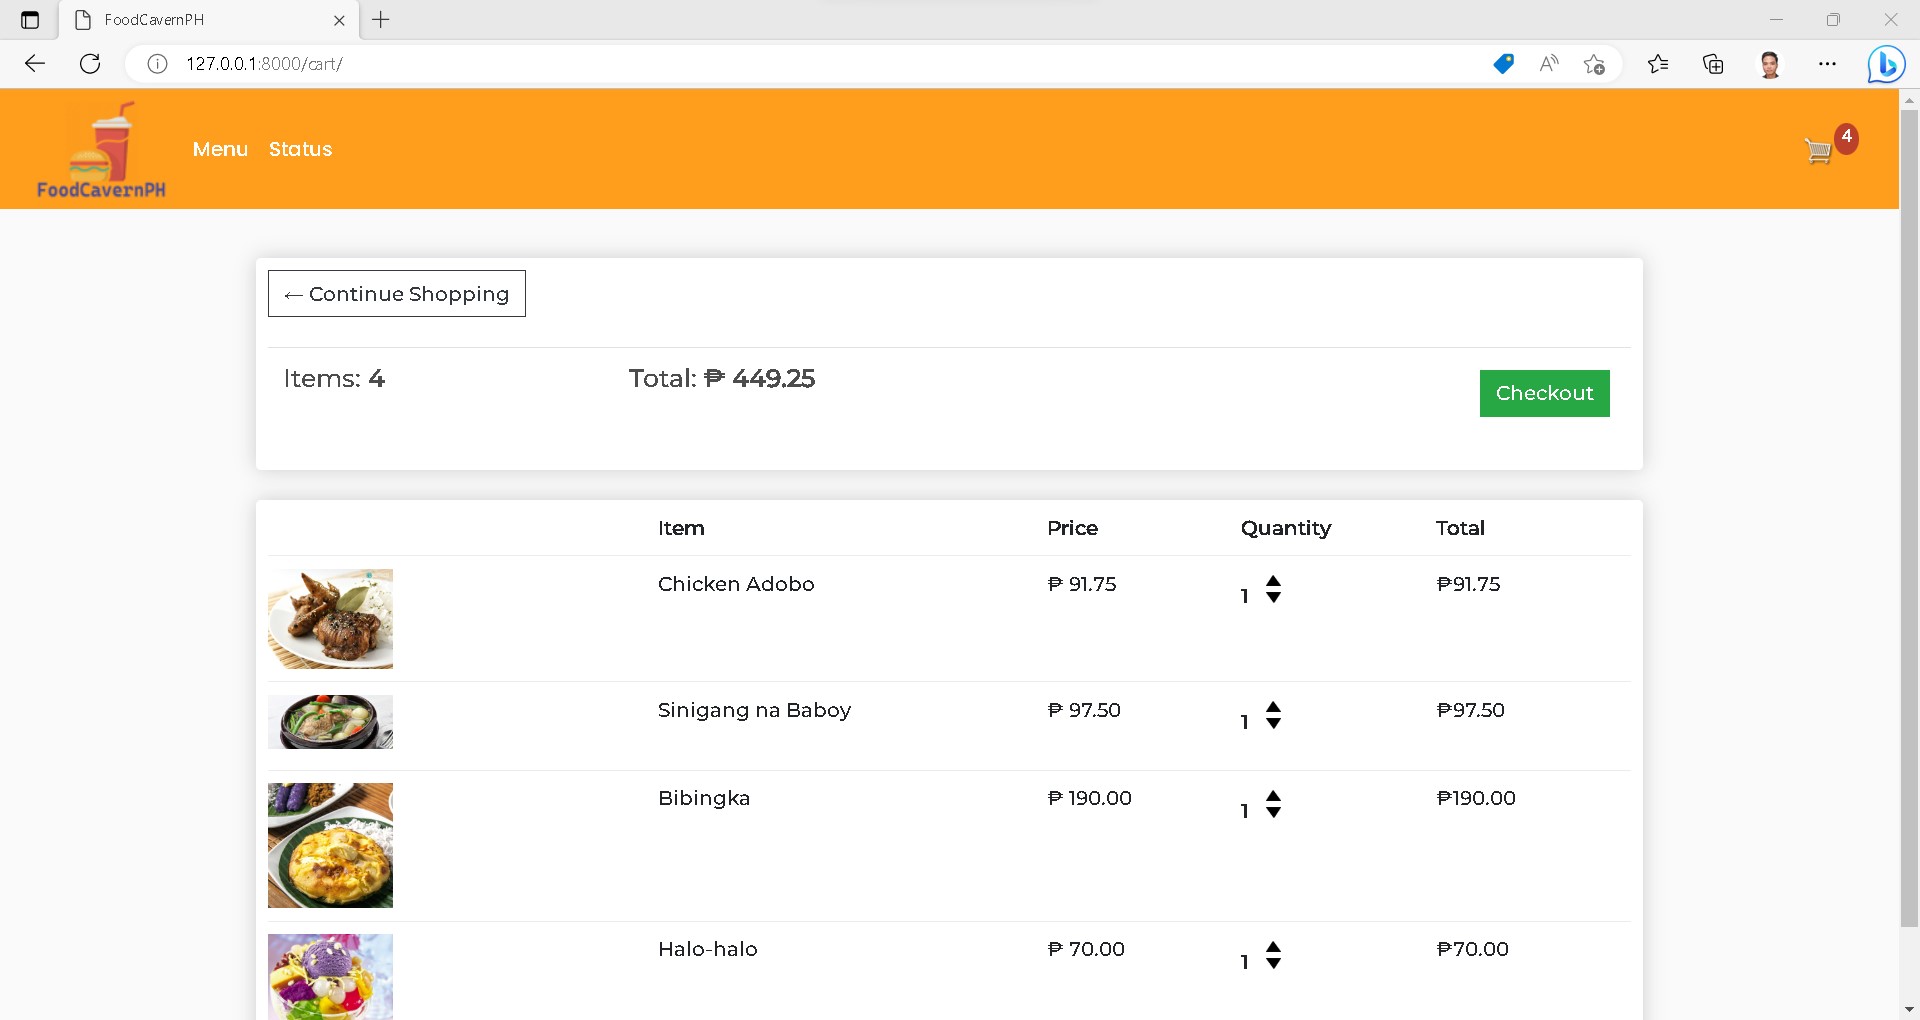 FoodCavernPH
127.0.0.1:8000/cart/
FoodCavernPH
Menu Status
4
← Continue Shopping
Items: 4 Total: ₱ 449.25
Checkout
Item Price Quantity Total
Chicken Adobo ₱ 91.75 1 ₱91.75
Sinigang na Baboy ₱ 97.50 1 ₱97.50
Bibingka ₱ 190.00 1 ₱190.00
Halo-halo ₱ 70.00 1 ₱70.00